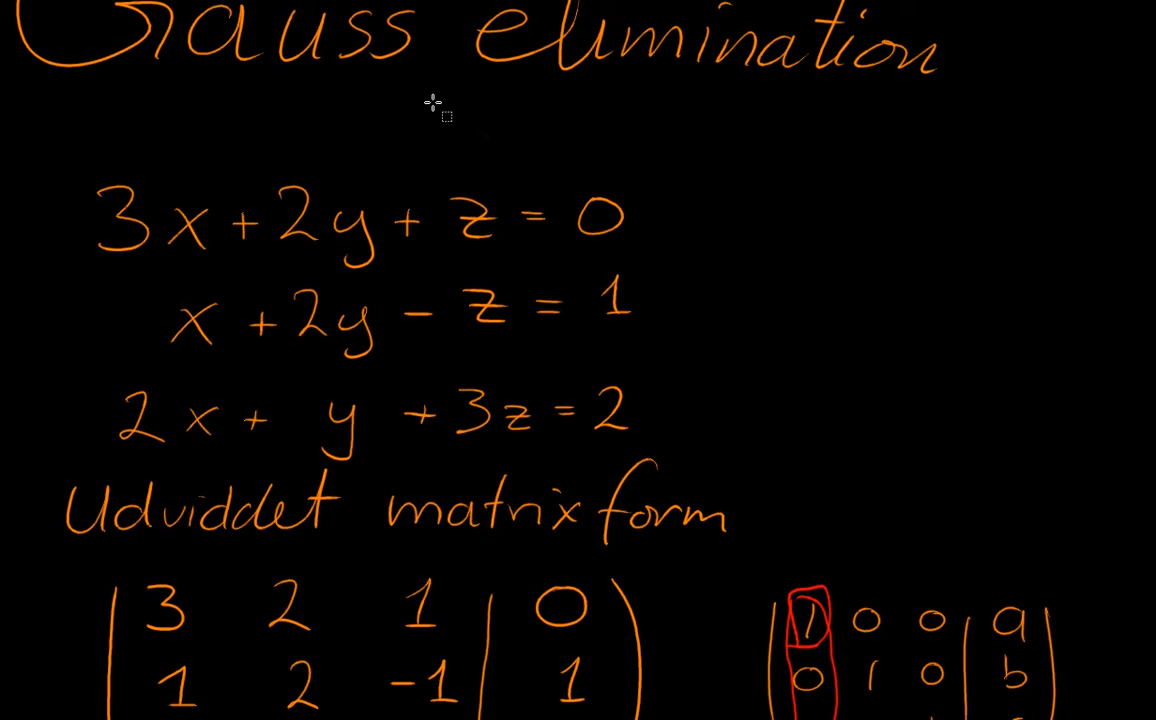 Gauss elimination
3x + 2y + z = 0
x + 2y - z = 1
2x + y + 3z = 2
Udviddet matrix form
3 2 1 | 0
1 2 -1 | 1
1 0 0 | a
0 1 0 | b